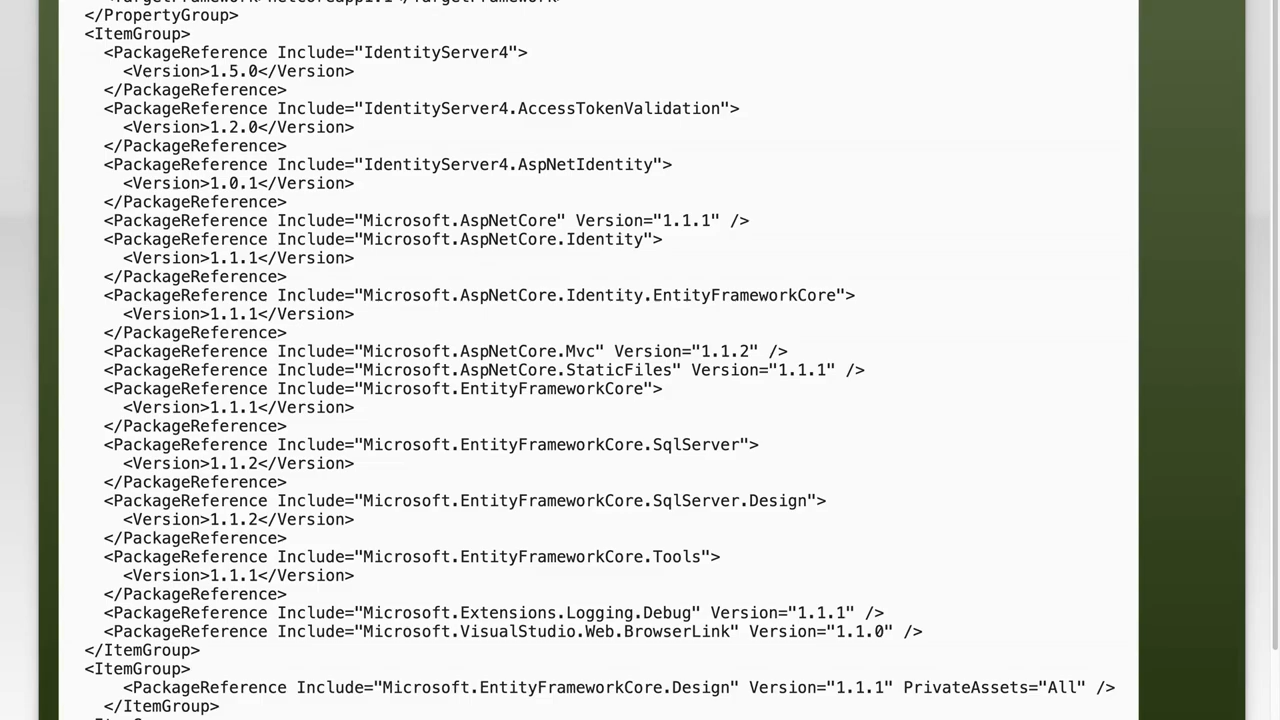 <TargetFramework>netcoreapp1.1</TargetFramework>
</PropertyGroup>
<ItemGroup>
<PackageReference Include="IdentityServer4">
<Version>1.5.0</Version>
</PackageReference>
<PackageReference Include="IdentityServer4.AccessTokenValidation">
<Version>1.2.0</Version>
</PackageReference>
<PackageReference Include="IdentityServer4.AspNetIdentity">
<Version>1.0.1</Version>
</PackageReference>
<PackageReference Include="Microsoft.AspNetCore" Version="1.1.1" />
<PackageReference Include="Microsoft.AspNetCore.Identity">
<Version>1.1.1</Version>
</PackageReference>
<PackageReference Include="Microsoft.AspNetCore.Identity.EntityFrameworkCore">
<Version>1.1.1</Version>
</PackageReference>
<PackageReference Include="Microsoft.AspNetCore.Mvc" Version="1.1.2" />
<PackageReference Include="Microsoft.AspNetCore.StaticFiles" Version="1.1.1" />
<PackageReference Include="Microsoft.EntityFrameworkCore">
<Version>1.1.1</Version>
</PackageReference>
<PackageReference Include="Microsoft.EntityFrameworkCore.SqlServer">
<Version>1.1.2</Version>
</PackageReference>
<PackageReference Include="Microsoft.EntityFrameworkCore.SqlServer.Design">
<Version>1.1.2</Version>
</PackageReference>
<PackageReference Include="Microsoft.EntityFrameworkCore.Tools">
<Version>1.1.1</Version>
</PackageReference>
<PackageReference Include="Microsoft.Extensions.Logging.Debug" Version="1.1.1" />
<PackageReference Include="Microsoft.VisualStudio.Web.BrowserLink" Version="1.1.0" />
</ItemGroup>
<ItemGroup>
<PackageReference Include="Microsoft.EntityFrameworkCore.Design" Version="1.1.1" PrivateAssets="All" />
</ItemGroup>